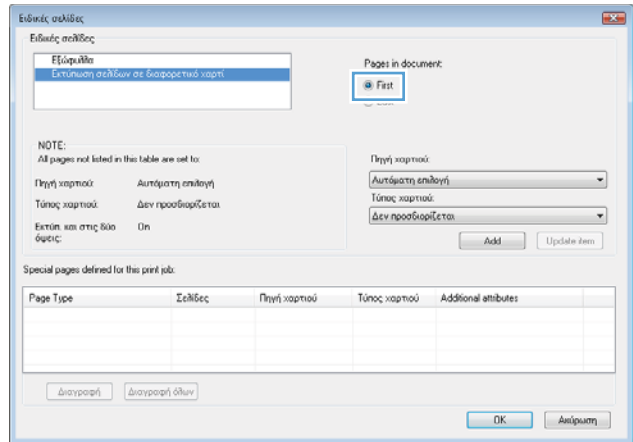 Ειδικές σελίδες
Ειδικές σελίδες
Εξώφυλλα
Εκτύπωση σελίδων σε διαφορετικό χαρτί
Pages in document:
First
NOTE:
All pages not listed in this table are set to:
Πηγή χαρτιού: Αυτόματη επιλογή
Τύπος χαρτιού: Δεν προσδιορίζεται
Εκτύπ. και στις δύο όψεις: On
Πηγή χαρτιού:
Αυτόματη επιλογή
Τύπος χαρτιού:
Δεν προσδιορίζεται
Add Update item
Special pages defined for this print job:
Page Type Σελίδες Πηγή χαρτιού Τύπος χαρτιού Additional attributes
Διαγραφή Διαγραφή όλων
OK Ακύρωση